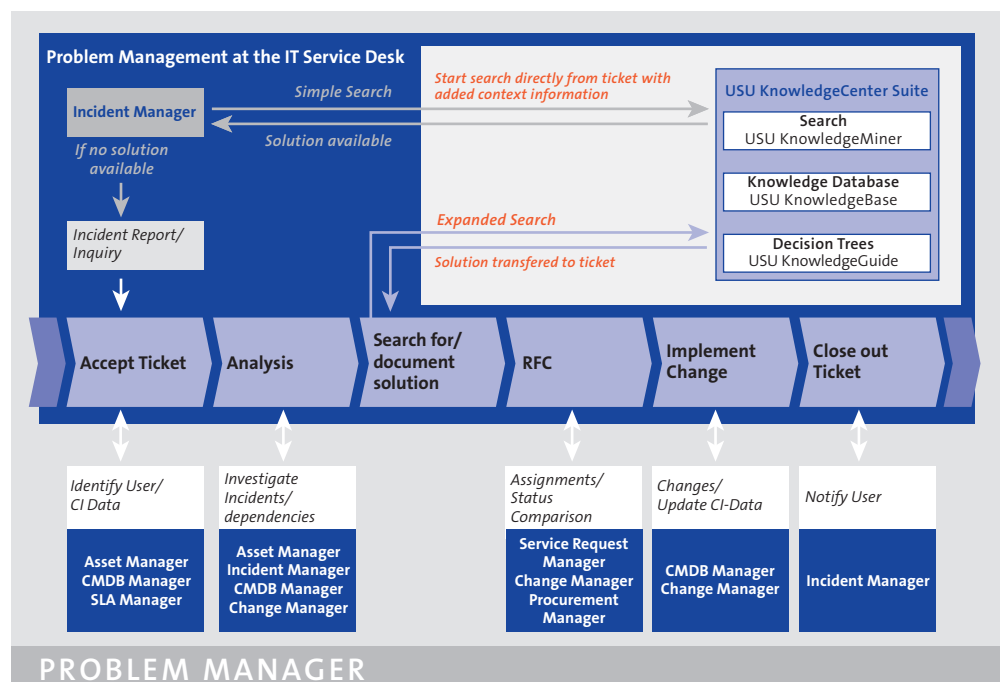 Problem Management at the IT Service Desk
Incident Manager
Simple Search
Start search directly from ticket with
added context information
Solution available
If no solution
available
Incident Report/
Inquiry
USU KnowledgeCenter Suite
Search
USU KnowledgeMiner
Knowledge Database
USU KnowledgeBase
Decision Trees
USU KnowledgeGuide
Expanded Search
Solution transfered to ticket
Accept Ticket
Analysis
Search for/
document
solution
RFC
Implement
Change
Close out
Ticket
Identify User/
CI Data
Asset Manager
CMDB Manager
SLA Manager
Investigate
Incidents/
dependencies
Asset Manager
Incident Manager
CMDB Manager
Change Manager
Assignments/
Status
Comparison
Service Request
Manager
Change Manager
Procurement
Manager
Changes/
Update CI-Data
CMDB Manager
Change Manager
Notify User
Incident Manager
PROBLEM MANAGER